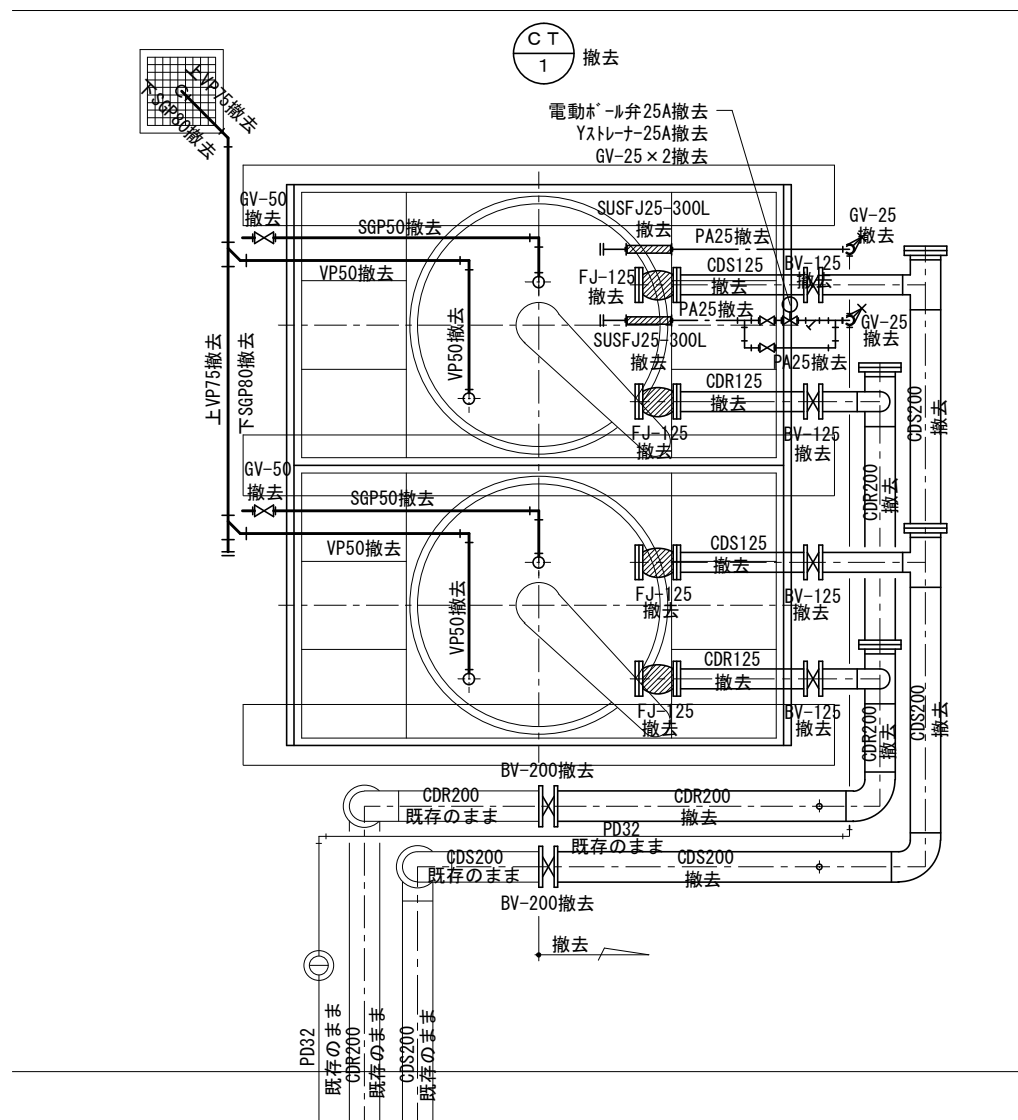 CT
1
撤去
上VP75撤去
下SGP80撤去
電動ﾎﾞｰﾙ弁25A撤去
Yｽﾄﾚｰﾅｰ25A撤去
GV-25×2撤去
GV-50
撤去
SGP50撤去
VP50撤去
SUSFJ25-300L
撤去
PA25撤去
GV-25
撤去
FJ-125
撤去
CDS125
撤去
BV-125
撤去
PA25撤去
GV-25
撤去
SUSFJ25-300L
撤去
PA25撤去
VP50撤去
上VP75撤去
下SGP80撤去
CDR125
撤去
FJ-125
撤去
BV-125
撤去
CDS200
撤去
CDR200
撤去
GV-50
撤去
SGP50撤去
VP50撤去
CDS125
撤去
FJ-125
撤去
BV-125
撤去
VP50撤去
CDR125
撤去
FJ-125
撤去
BV-125
撤去
CDR200
撤去
CDS200
撤去
BV-200撤去
CDR200
既存のまま
CDR200
撤去
PD32
既存のまま
CDS200
既存のまま
CDS200
撤去
BV-200撤去
撤去
PD32
既存のまま
CDR200
既存のまま
CDS200
既存のまま